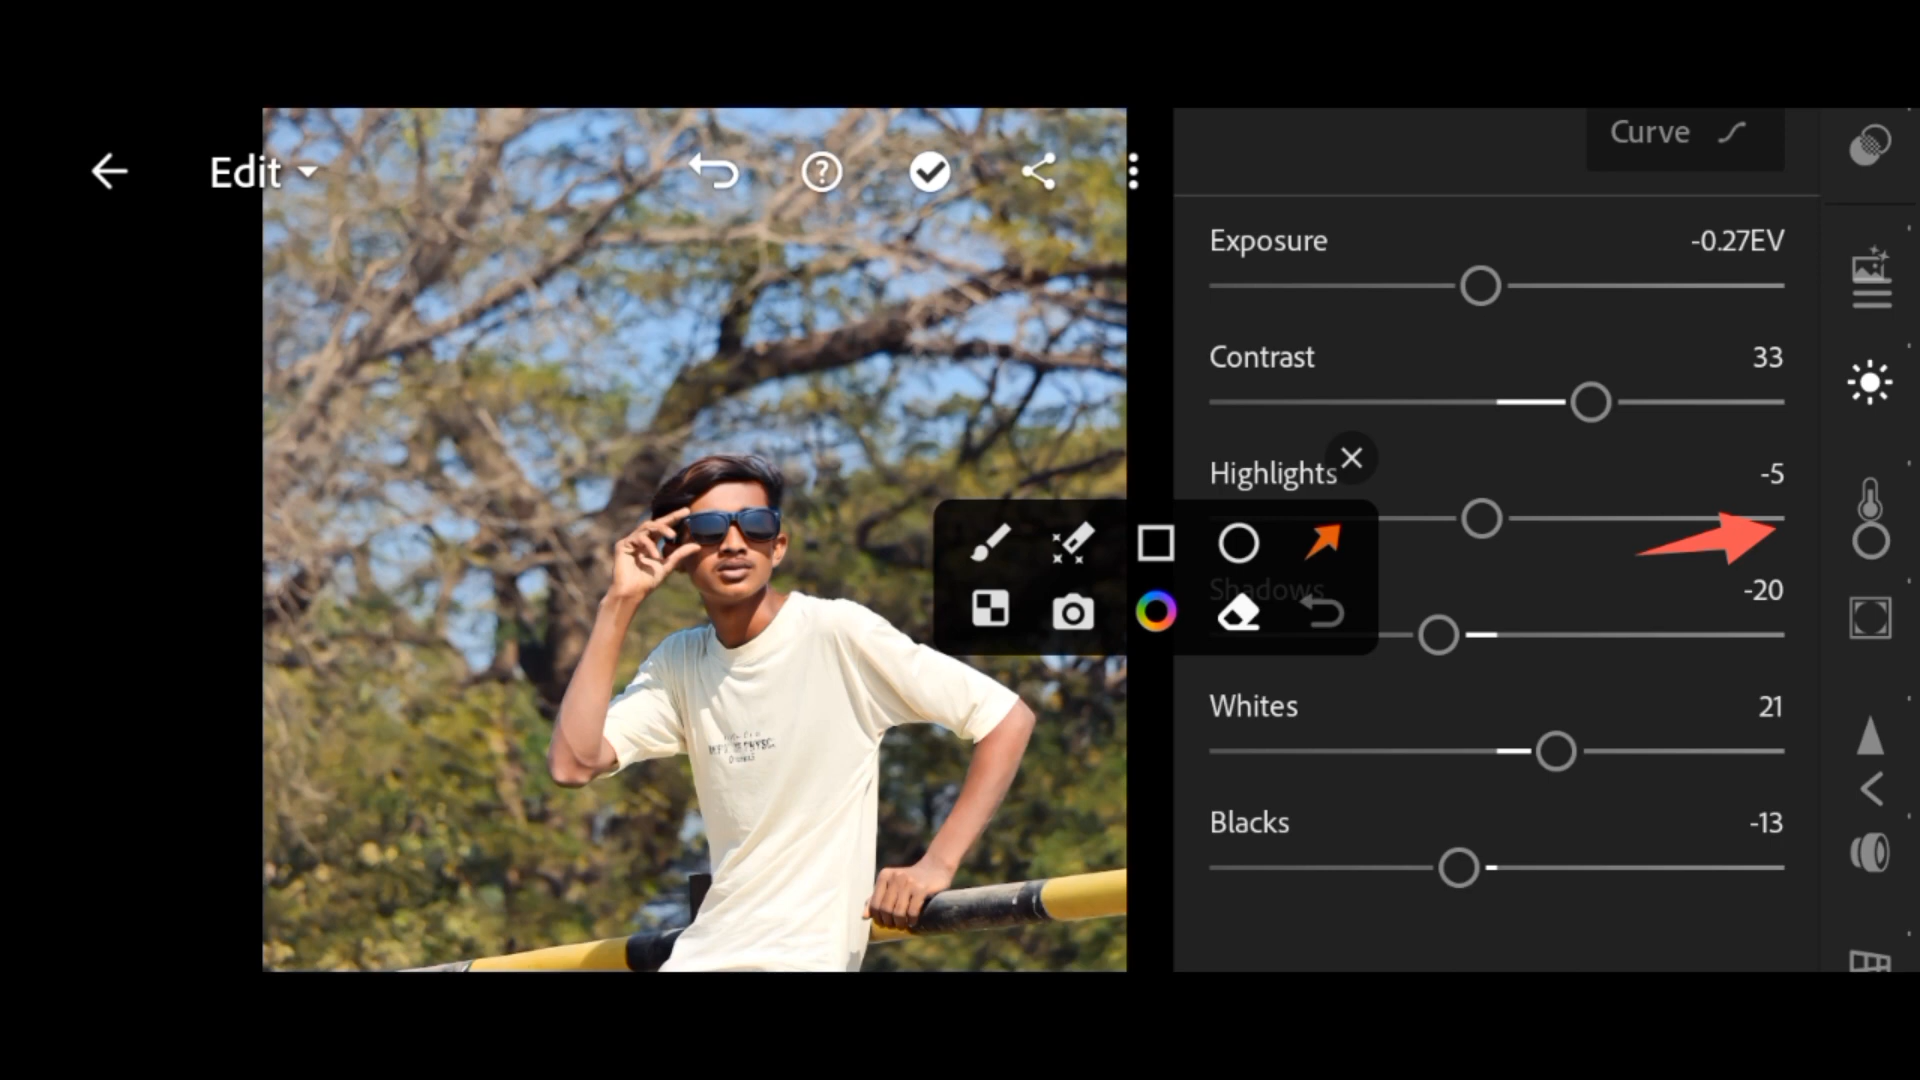 Curve
Edit
Exposure -0.27EV
Contrast 33
Highlights -5
Shadows -20
Whites 21
Blacks -13